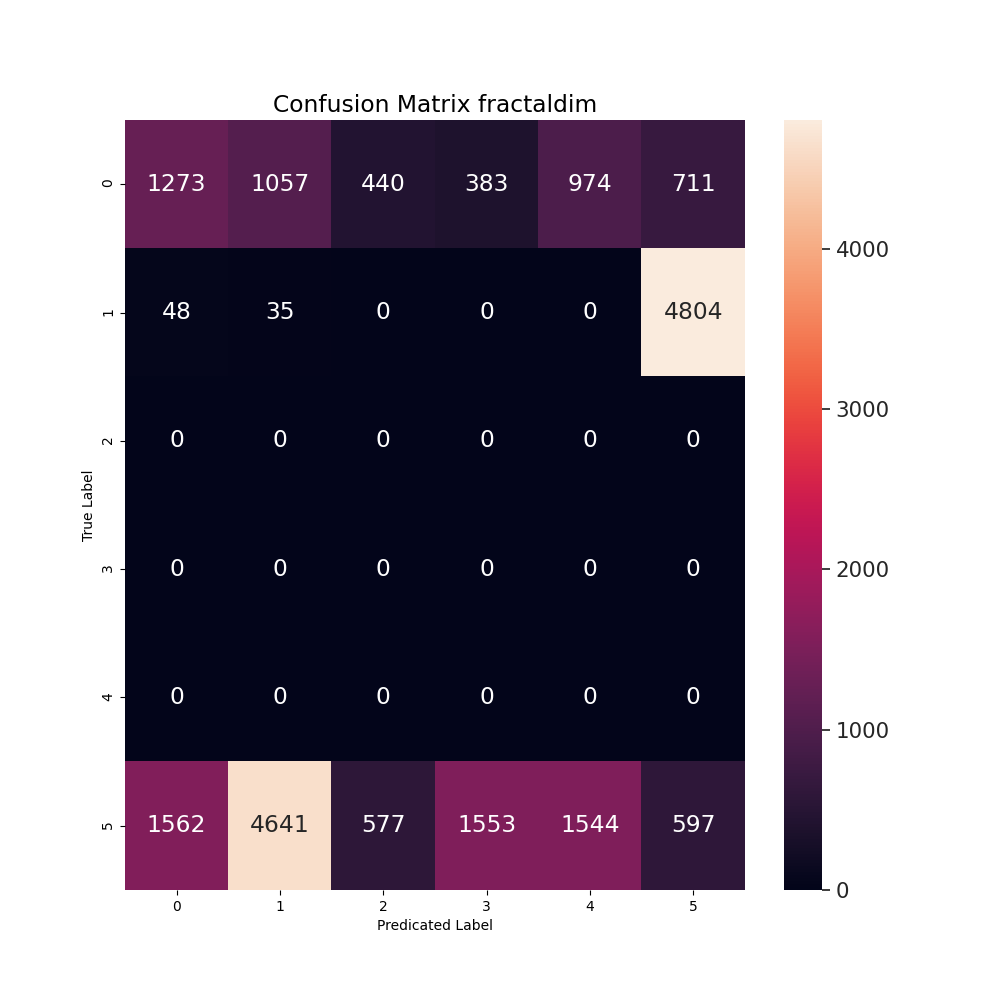 Confusion Matrix fractaldim
0 1273 1057 440 383 974 711
1 48 35 0 0 0 4804
2 0 0 0 0 0 0
3 0 0 0 0 0 0
4 0 0 0 0 0 0
5 1562 4641 577 1553 1544 597
0 1 2 3 4 5
Predicated Label
True Label
4000
3000
2000
1000
0